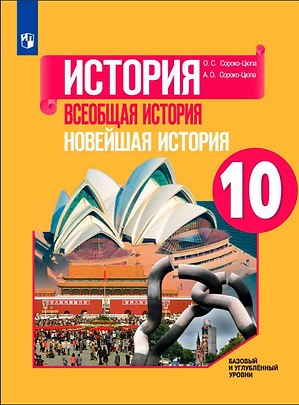 О. С. Сороко-Цюпа
А. О. Сороко-Цюпа
ИСТОРИЯ
ВСЕОБЩАЯ ИСТОРИЯ
НОВЕЙШАЯ ИСТОРИЯ
10
БАЗОВЫЙ
И УГЛУБЛЁННЫЙ
УРОВНИ